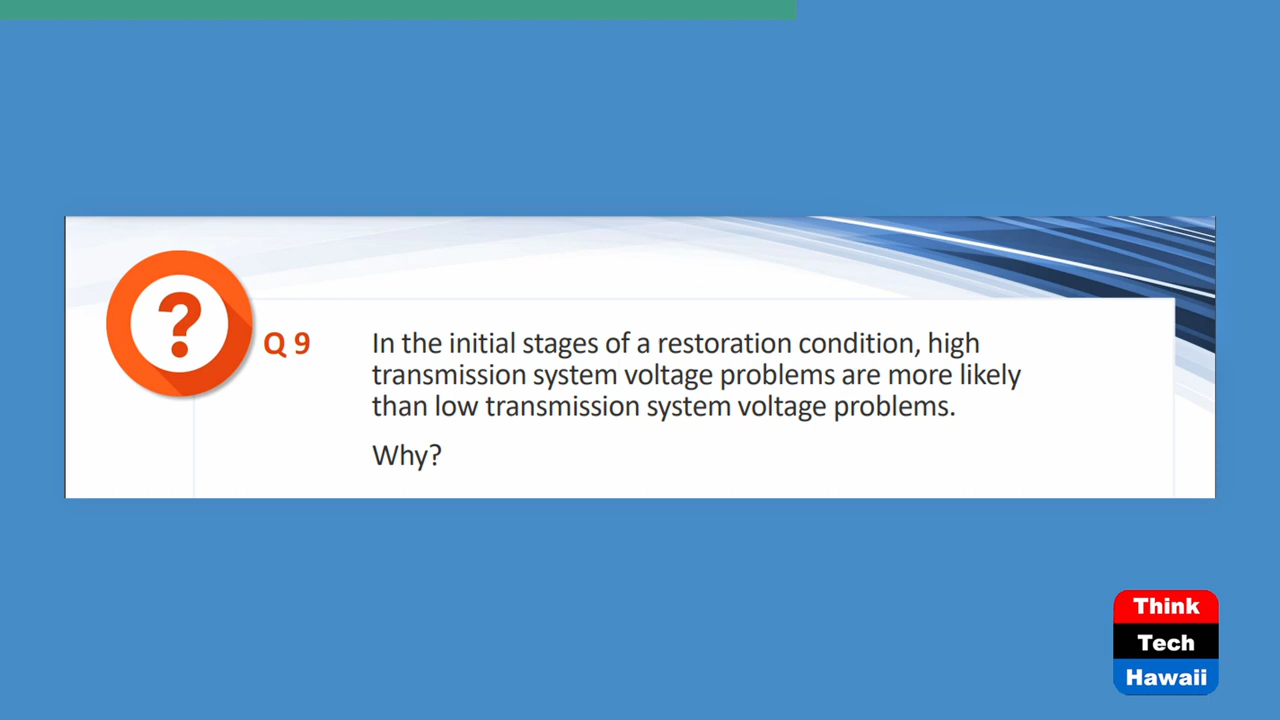 ?
Q 9
In the initial stages of a restoration condition, high
transmission system voltage problems are more likely
than low transmission system voltage problems.
Why?
Think
Tech
Hawaii